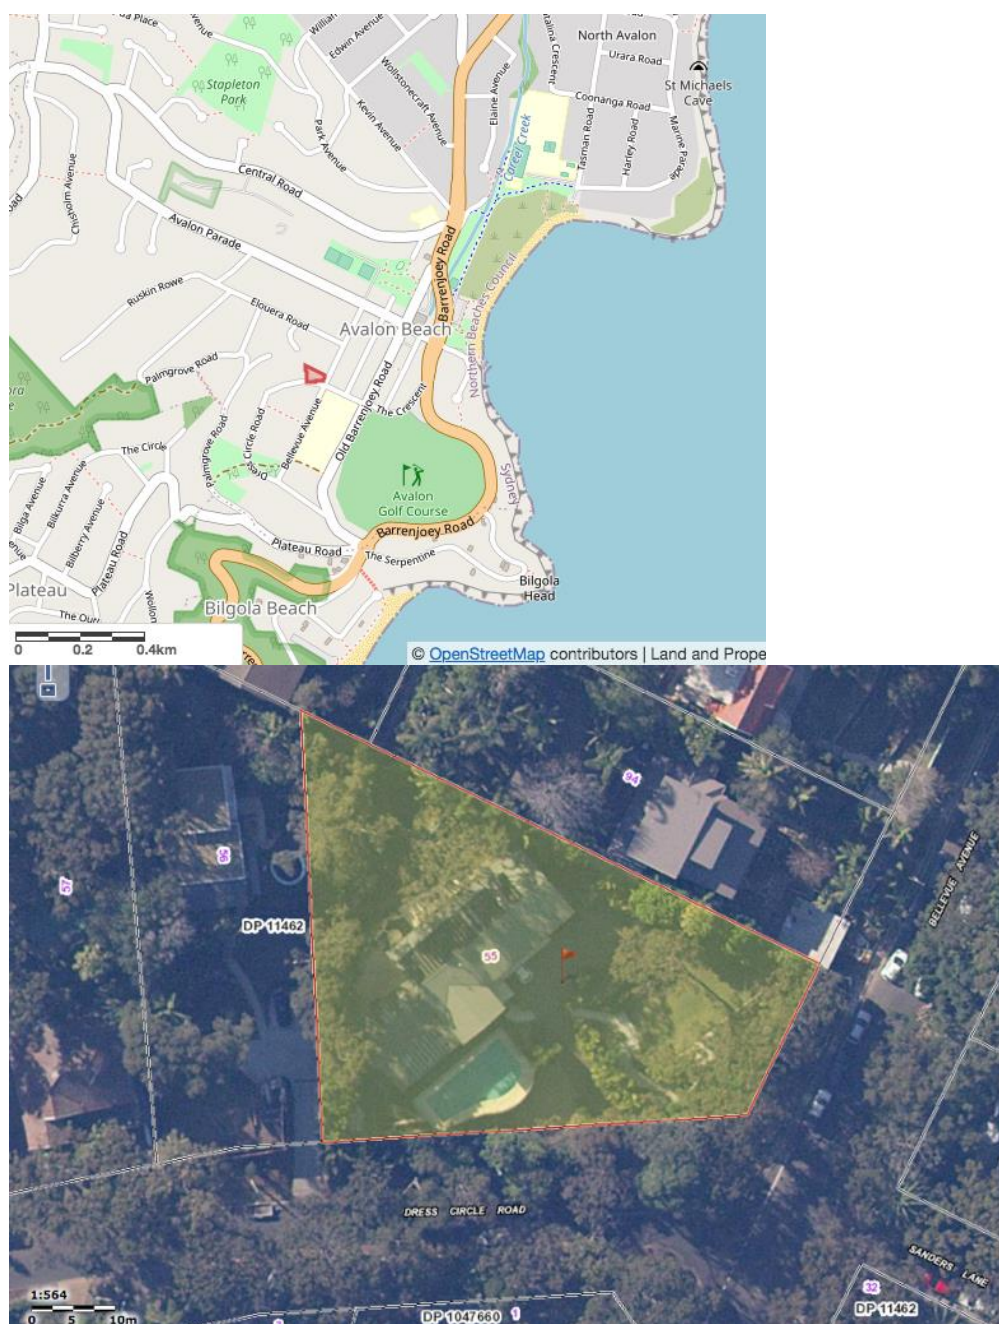 North Avalon
Urara Road
St Michaels
Cave
Coonanga Road
Tasman Road
Harley Road
Marine Parade
Elaine Avenue
Careel Creek
Edwin Avenue
Wollstonecraft Avenue
Kevin Avenue
Park Avenue
Stapleton
Park
Central Road
Chisholm Avenue
Avalon Parade
Barrenjoey Road
Northern Beaches Council
Ruskin Rowe
Elouera Road
Avalon Beach
Palmgrove Road
Old Barrenjoey Road
The Crescent
Bellevue Avenue
Palmgrove Road
Sydney
Avalon
Golf Course
Bilga Avenue
Bilkurra Avenue
Bilberry Avenue
Plateau Road
Barrenjoey Road
Plateau Road
The Serpentine
Bilgola
Head
Plateau
Bilgola Beach
0 0.2 0.4km
© OpenStreetMap contributors | Land and Prope
94
BELLEVUE AVENUE
57
56
DP 11462
55
DRESS CIRCLE ROAD
SANDERS LANE
1:564
0 5 10m
DP 1047660
1
32
DP 11462